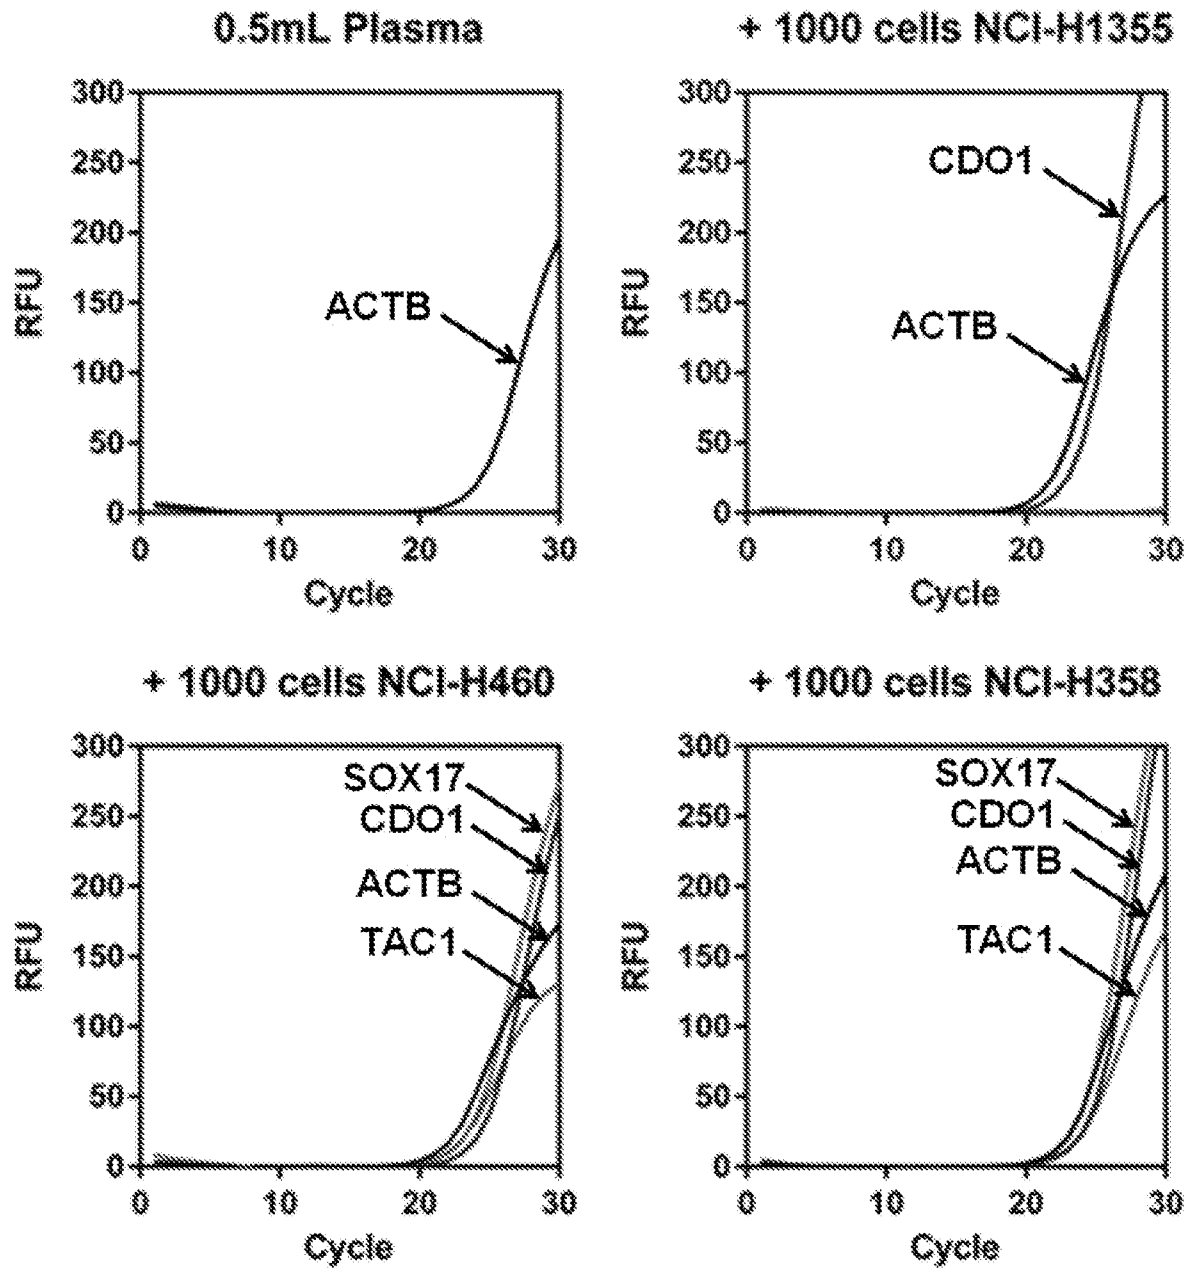 0.5mL Plasma
300
250
200
150
100
50
0
RFU
ACTB
0 10 20 30
Cycle
+ 1000 cells NCI-H1355
300
250
200
150
100
50
0
RFU
CDO1
ACTB
0 10 20 30
Cycle
+ 1000 cells NCI-H460
300
250
200
150
100
50
0
RFU
SOX17
CDO1
ACTB
TAC1
0 10 20 30
Cycle
+ 1000 cells NCI-H358
300
250
200
150
100
50
0
RFU
SOX17
CDO1
ACTB
TAC1
0 10 20 30
Cycle